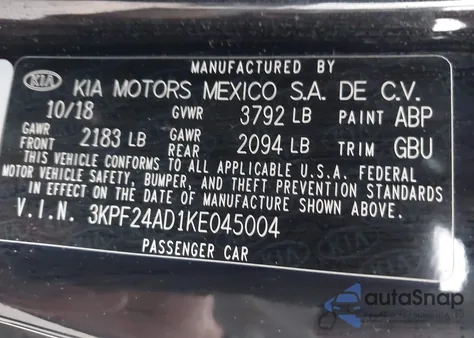 MANUFACTURED BY
KIA KIA MOTORS MEXICO S.A. DE C.V.
10/18 GVWR 3792 LB PAINT ABP
GAWR FRONT 2183 LB GAWR REAR 2094 LB TRIM GBU
THIS VEHICLE CONFORMS TO ALL APPLICABLE U.S.A. FEDERAL
MOTOR VEHICLE SAFETY, BUMPER, AND THEFT PREVENTION STANDARDS
IN EFFECT ON THE DATE OF MANUFACTURE SHOWN ABOVE.
V.I.N. 3KPF24AD1KE045004
PASSENGER CAR
autaSnap